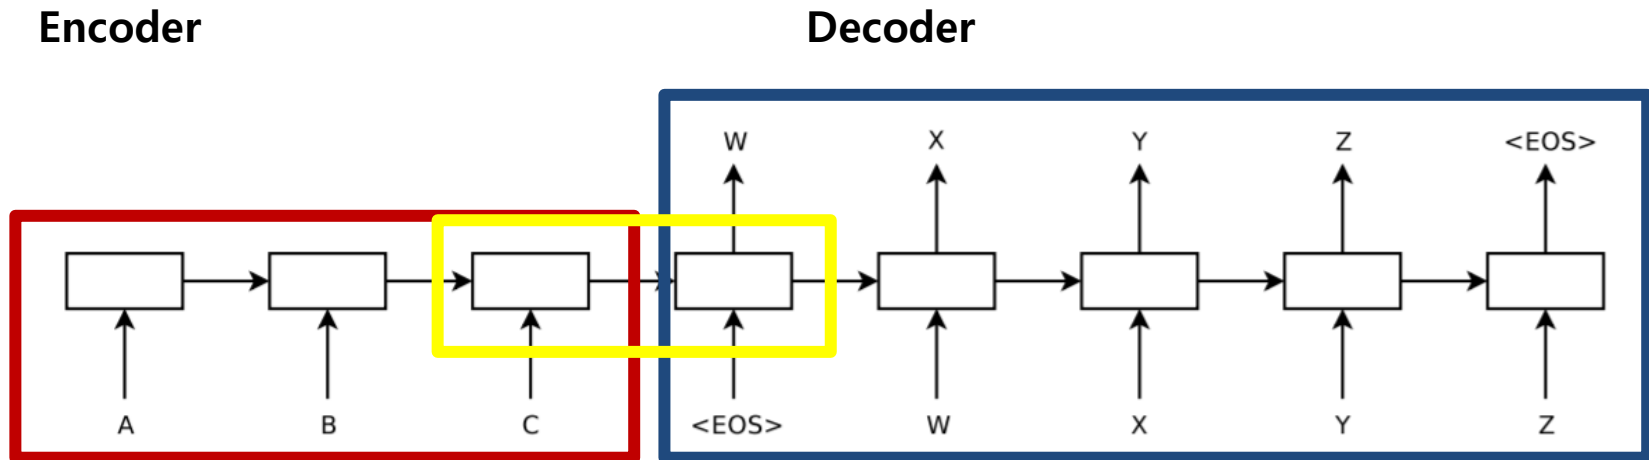 Encoder Decoder
W X Y Z <EOS>
A B C <EOS> W X Y Z